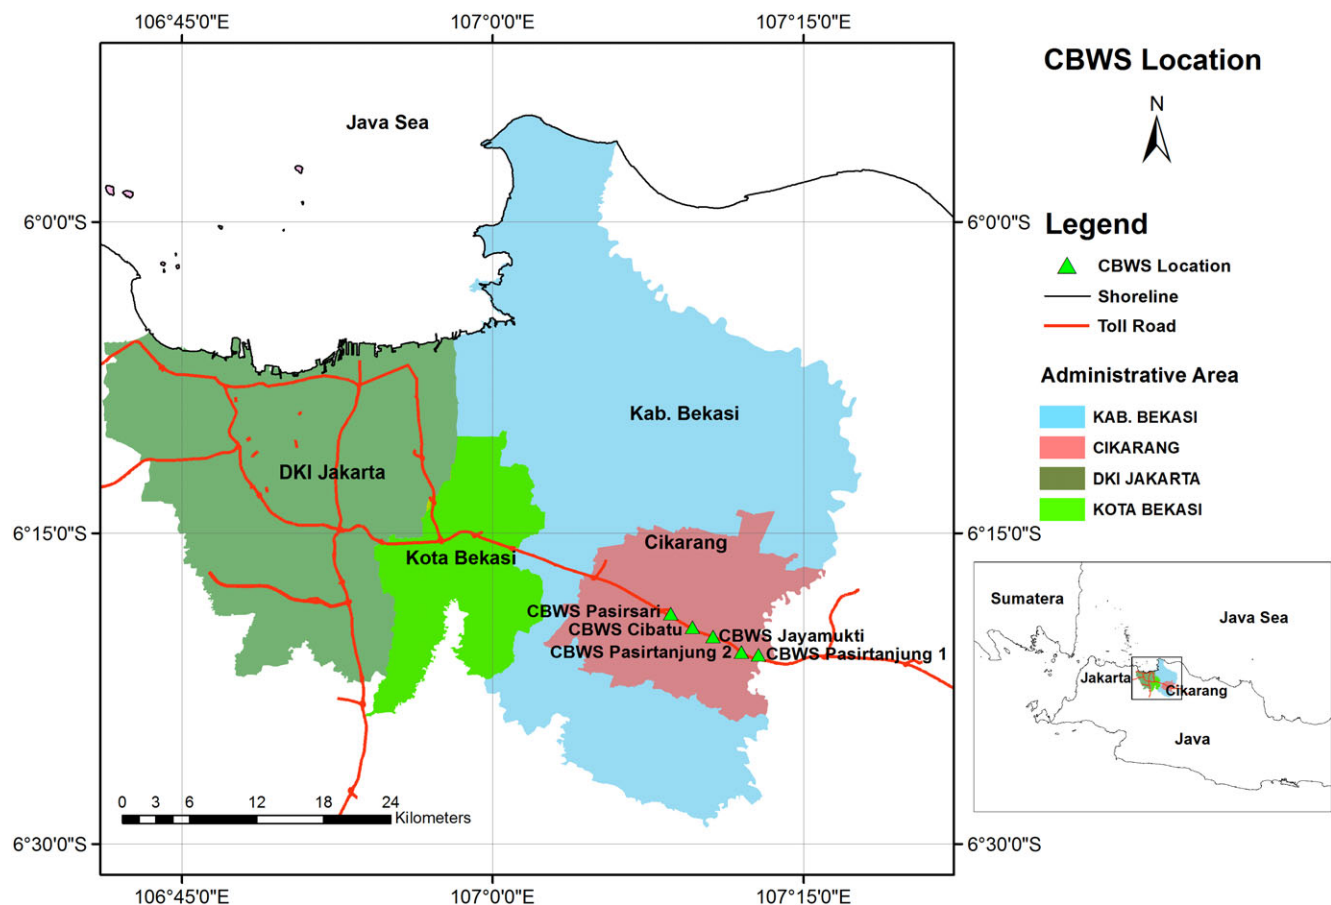 106°45'0"E 107°0'0"E 107°15'0"E
CBWS Location
N
Java Sea
6°0'0"S 6°0'0"S
Legend
CBWS Location
Shoreline
Toll Road
Administrative Area
KAB. BEKASI
CIKARANG
DKI JAKARTA
KOTA BEKASI
Kab. Bekasi
DKI Jakarta
6°15'0"S 6°15'0"S
Cikarang
Kota Bekasi
CBWS Pasirsari
CBWS Cibatu
CBWS Jayamukti
CBWS Pasirtanjung 2
CBWS Pasirtanjung 1
Sumatera
Java Sea
Jakarta
Cikarang
Java
0 3 6 12 18 24
Kilometers
6°30'0"S 6°30'0"S
106°45'0"E 107°0'0"E 107°15'0"E